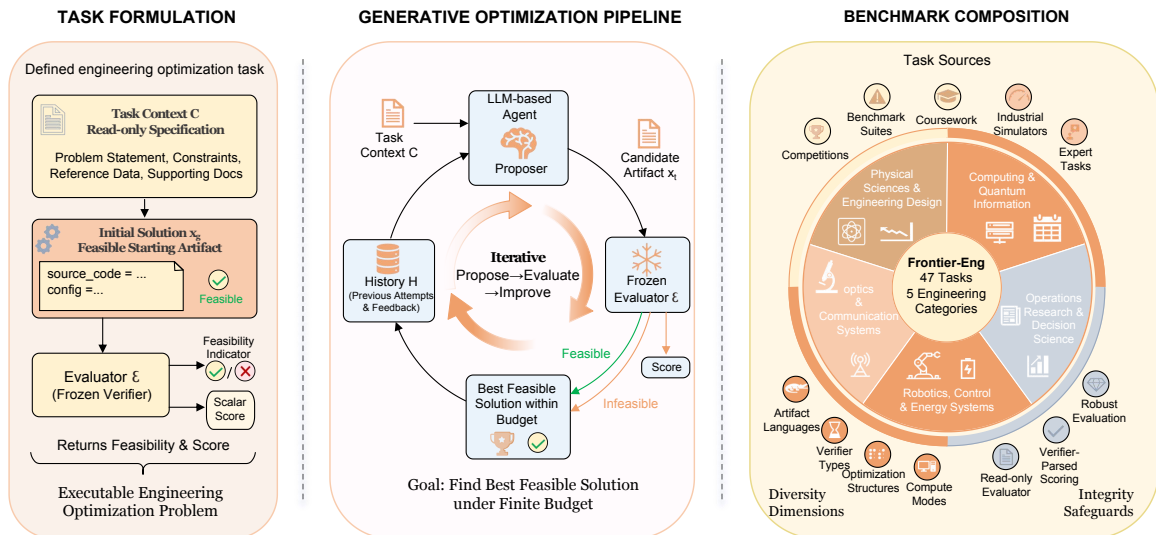 TASK FORMULATION
Defined engineering optimization task
Task Context C
Read-only Specification
Problem Statement, Constraints,
Reference Data, Supporting Docs
Initial Solution x₀
Feasible Starting Artifact
source_code = ...
config =...
Feasible
Evaluator ℰ
(Frozen Verifier)
Feasibility
Indicator
/
Scalar
Score
Returns Feasibility & Score
Executable Engineering
Optimization Problem
GENERATIVE OPTIMIZATION PIPELINE
Task
Context C
LLM-based
Agent
Proposer
Candidate
Artifact xₜ
History H
(Previous Attempts
& Feedback)
Iterative
Propose→Evaluate
→Improve
Frozen
Evaluator ℰ
Feasible
Infeasible
Score
Best Feasible
Solution within
Budget
Goal: Find Best Feasible Solution
under Finite Budget
BENCHMARK COMPOSITION
Task Sources
Competitions
Benchmark
Suites
Coursework
Industrial
Simulators
Expert
Tasks
Physical
Sciences &
Engineering Design
Computing &
Quantum
Information
optics
&
Communication
Systems
Frontier-Eng
47 Tasks
5 Engineering
Categories
Operations
Research &
Decision
Science
Robotics, Control
& Energy Systems
Artifact
Languages
Verifier
Types
Optimization
Structures
Compute
Modes
Read-only
Evaluator
Verifier-
Parsed
Scoring
Robust
Evaluation
Diversity
Dimensions
Integrity
Safeguards